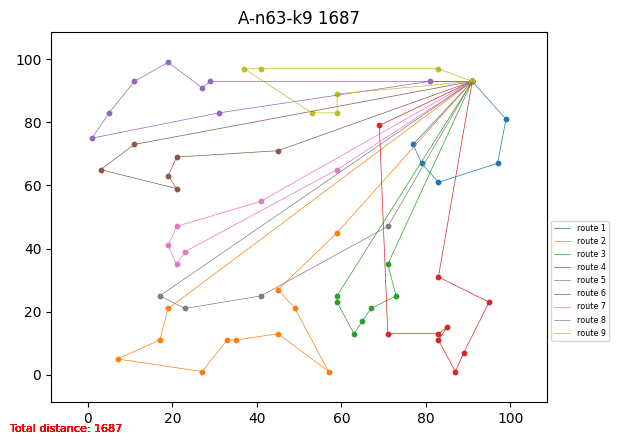 A-n63-k9 1687
100
80
60
40
20
0
0 20 40 60 80 100
route 1
route 2
route 3
route 4
route 5
route 6
route 7
route 8
route 9
Total distance: 1687